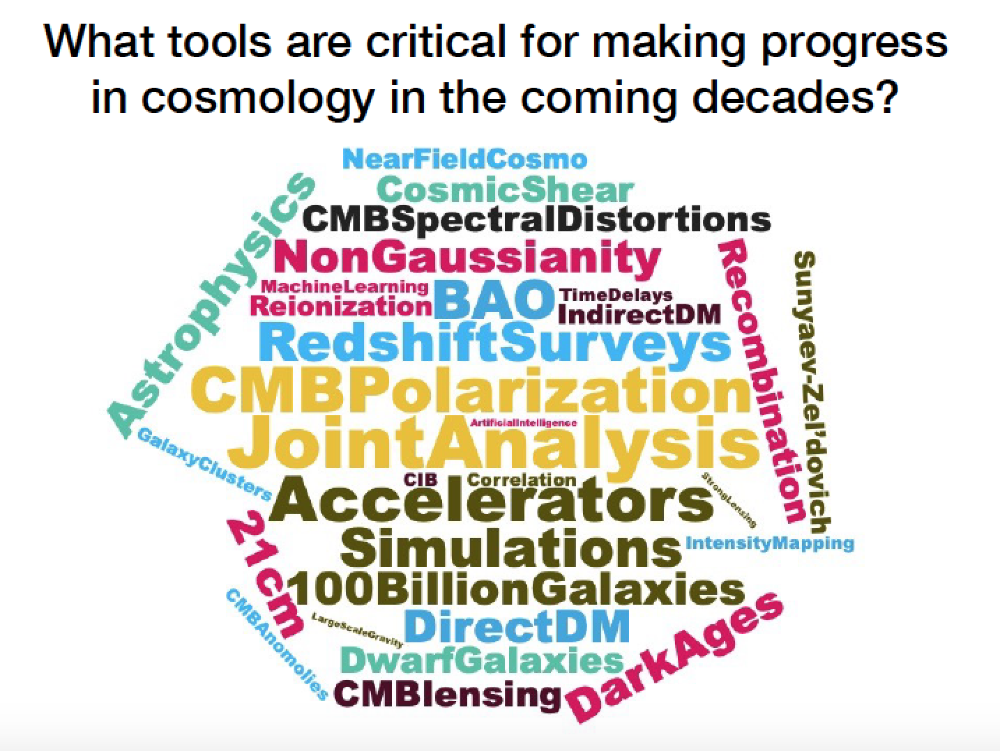 What tools are critical for making progress
in cosmology in the coming decades?
NearFieldCosmo
CosmicShear
CMBSpectralDistortions
Astrophysics
NonGaussianity
Recombination
Sunyaev-Zel'dovich
MachineLearning
Reionization
BAO
TimeDelays
IndirectDM
RedshiftSurveys
CMBPolarization
ArtificialIntelligence
JointAnalysis
GalaxyClusters
CIB
Correlation
StrongLensing
Accelerators
21cm
Simulations
IntensityMapping
100BillionGalaxies
CMBAnomolies
LargeScaleGravity
DirectDM
DarkAges
DwarfGalaxies
CMBlensing